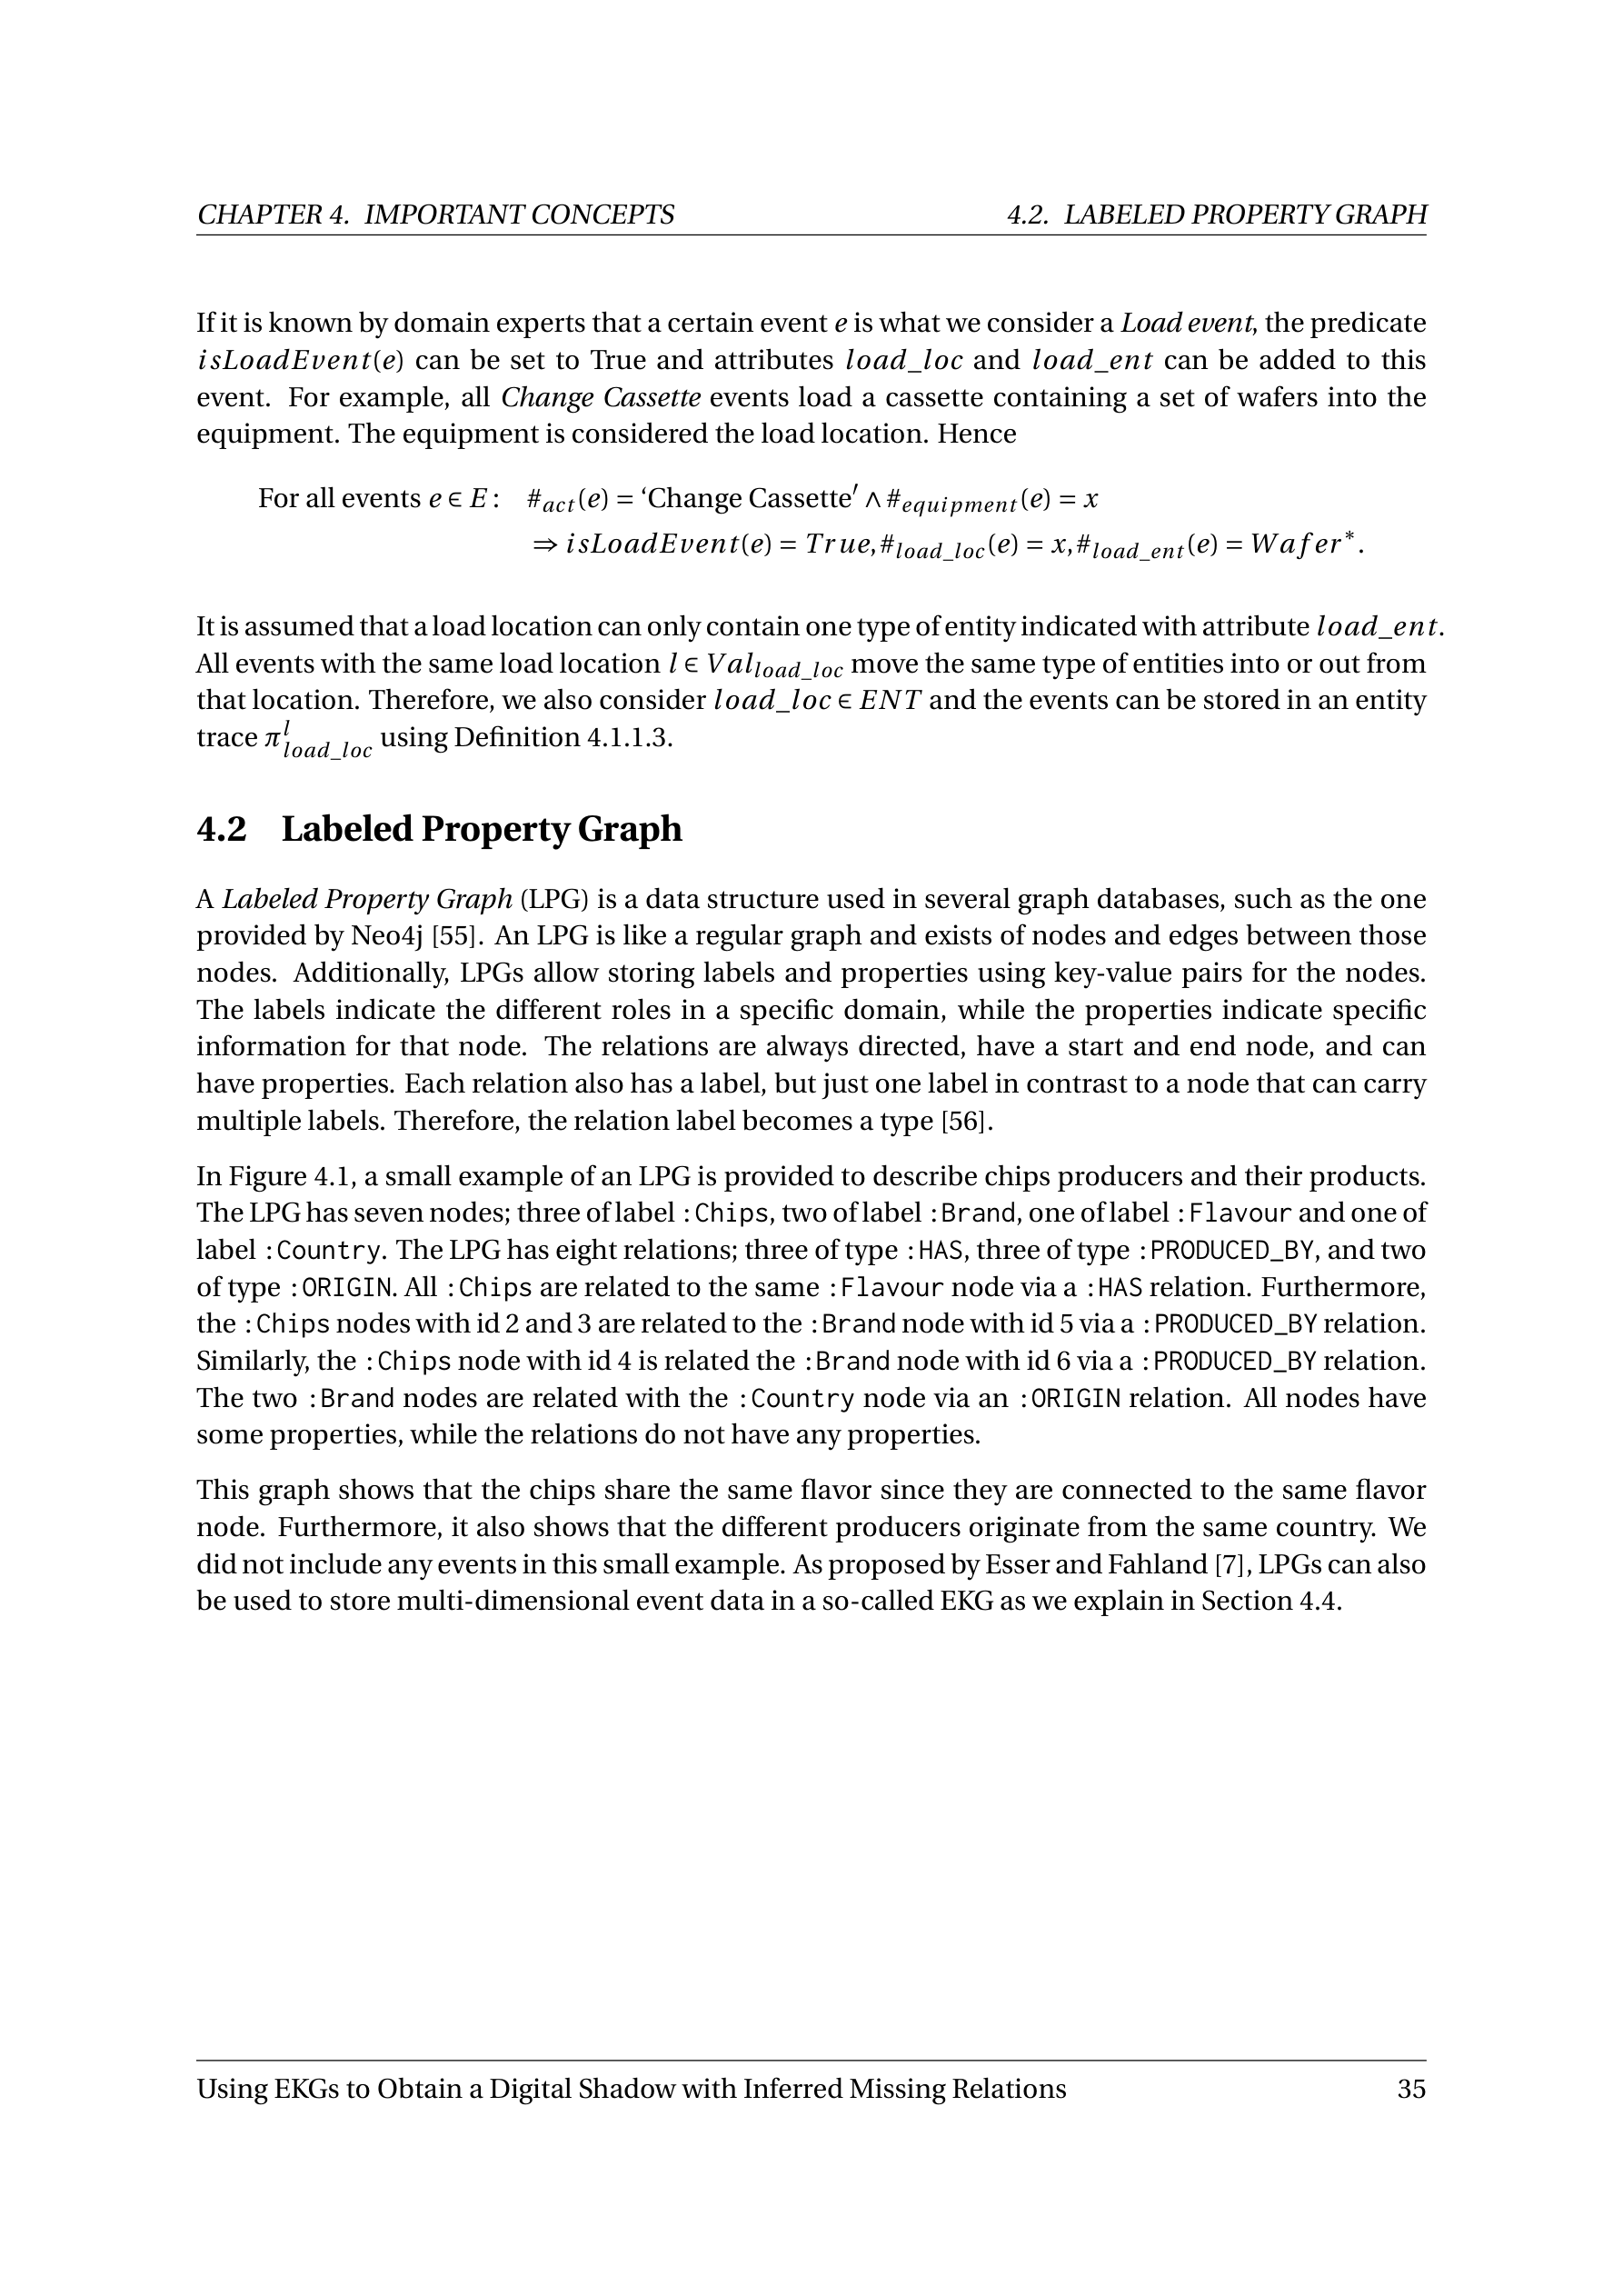 CHAPTER 4. IMPORTANT CONCEPTS 4.2. LABELED PROPERTY GRAPH
If it is known by domain experts that a certain event e is what we consider a Load event, the predicate
isLoadEvent(e) can be set to True and attributes load_loc and load_ent can be added to this
event. For example, all Change Cassette events load a cassette containing a set of wafers into the
equipment. The equipment is considered the load location. Hence
For all events e ∈ E: #act(e) = ‘Change Cassette′ ∧ #equipment(e) = x
⇒ isLoadEvent(e) = True, #load_loc(e) = x, #load_ent(e) = Wafer*.
It is assumed that a load location can only contain one type of entity indicated with attribute load_ent.
All events with the same load location l ∈ Valload_loc move the same type of entities into or out from
that location. Therefore, we also consider load_loc ∈ ENT and the events can be stored in an entity
trace π^l_load_loc using Definition 4.1.1.3.
4.2 Labeled Property Graph
A Labeled Property Graph (LPG) is a data structure used in several graph databases, such as the one
provided by Neo4j [55]. An LPG is like a regular graph and exists of nodes and edges between those
nodes. Additionally, LPGs allow storing labels and properties using key-value pairs for the nodes.
The labels indicate the different roles in a specific domain, while the properties indicate specific
information for that node. The relations are always directed, have a start and end node, and can
have properties. Each relation also has a label, but just one label in contrast to a node that can carry
multiple labels. Therefore, the relation label becomes a type [56].
In Figure 4.1, a small example of an LPG is provided to describe chips producers and their products.
The LPG has seven nodes; three of label :Chips, two of label :Brand, one of label :Flavour and one of
label :Country. The LPG has eight relations; three of type :HAS, three of type :PRODUCED_BY, and two
of type :ORIGIN. All :Chips are related to the same :Flavour node via a :HAS relation. Furthermore,
the :Chips nodes with id 2 and 3 are related to the :Brand node with id 5 via a :PRODUCED_BY relation.
Similarly, the :Chips node with id 4 is related the :Brand node with id 6 via a :PRODUCED_BY relation.
The two :Brand nodes are related with the :Country node via an :ORIGIN relation. All nodes have
some properties, while the relations do not have any properties.
This graph shows that the chips share the same flavor since they are connected to the same flavor
node. Furthermore, it also shows that the different producers originate from the same country. We
did not include any events in this small example. As proposed by Esser and Fahland [7], LPGs can also
be used to store multi-dimensional event data in a so-called EKG as we explain in Section 4.4.
Using EKGs to Obtain a Digital Shadow with Inferred Missing Relations 35